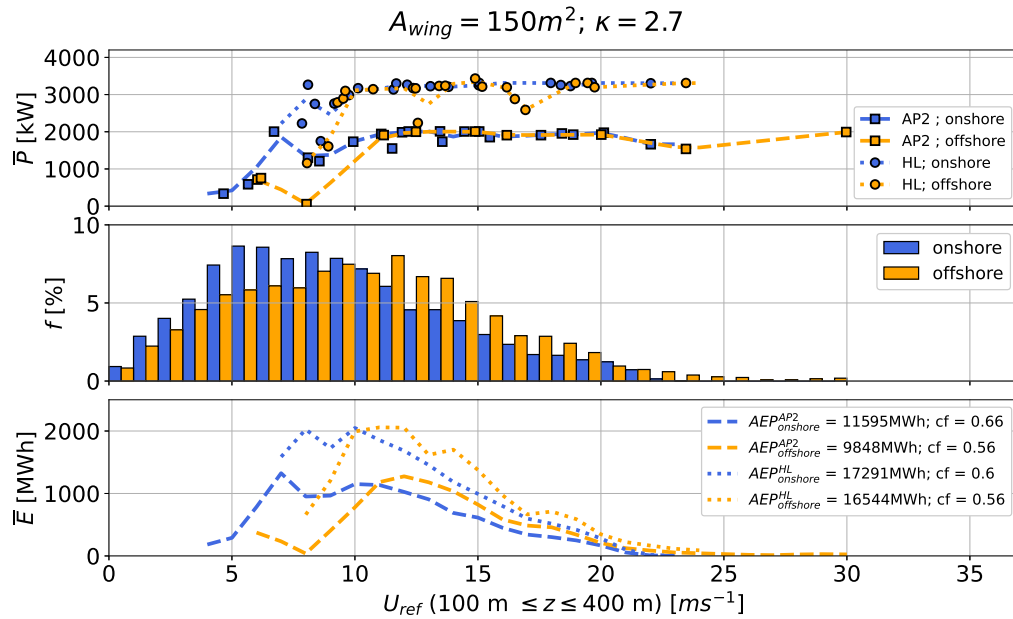 A_wing = 150m²; κ = 2.7
4000
3000
2000
1000
0
P̅ [kW]
AP2 ; onshore
AP2 ; offshore
HL; onshore
HL; offshore
10
5
0
f [%]
onshore
offshore
2000
1000
0
E̅ [MWh]
AEP^AP2_onshore = 11595MWh; cf = 0.66
AEP^AP2_offshore = 9848MWh; cf = 0.56
AEP^HL_onshore = 17291MWh; cf = 0.6
AEP^HL_offshore = 16544MWh; cf = 0.56
0 5 10 15 20 25 30 35
U_ref (100 m ≤ z ≤ 400 m) [ms⁻¹]